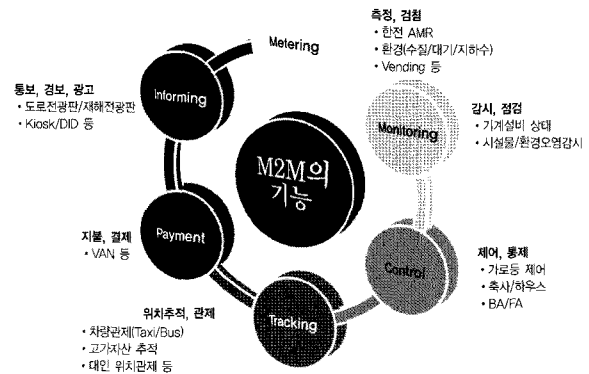 측정, 검침
• 한전 AMR
• 환경(수질/대기/지하수)
• Vending 등
Metering
통보, 경보, 광고
• 도로전광판/재해전광판
• Kiosk/DID 등
Informing
감시, 점검
• 기계설비 상태
• 시설물/환경오염감시
Monitoring
M2M의
기능
지불, 결제
• VAN 등
Payment
제어, 통제
• 가로등 제어
• 축사/하우스
• BA/FA
Control
위치추적, 관제
• 차량관제(Taxi/Bus)
• 고가자산 추적
• 대인 위치관제 등
Tracking